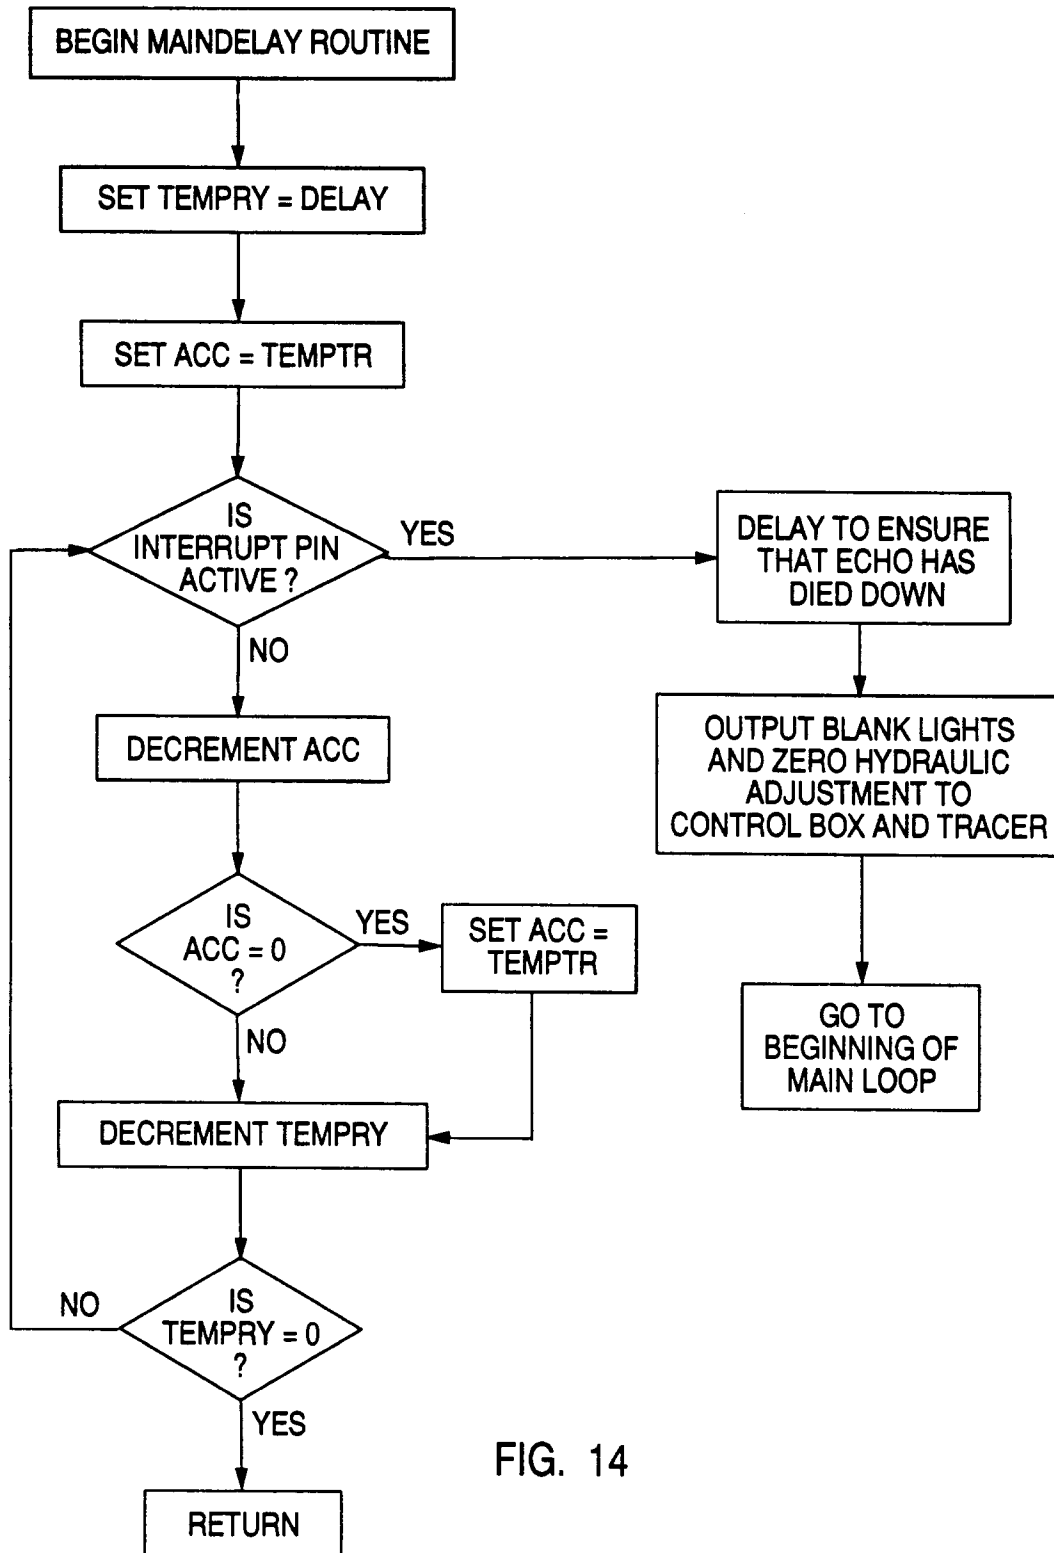 BEGIN MAINDELAY ROUTINE
SET TEMPRY = DELAY
SET ACC = TEMPTR
IS
INTERRUPT PIN
ACTIVE ?
YES
DELAY TO ENSURE
THAT ECHO HAS
DIED DOWN
NO
OUTPUT BLANK LIGHTS
AND ZERO HYDRAULIC
ADJUSTMENT TO
CONTROL BOX AND TRACER
DECREMENT ACC
IS
ACC = 0
?
YES
SET ACC =
TEMPTR
GO TO
BEGINNING OF
MAIN LOOP
NO
DECREMENT TEMPRY
IS
TEMPRY = 0
?
NO
YES
RETURN
FIG. 14